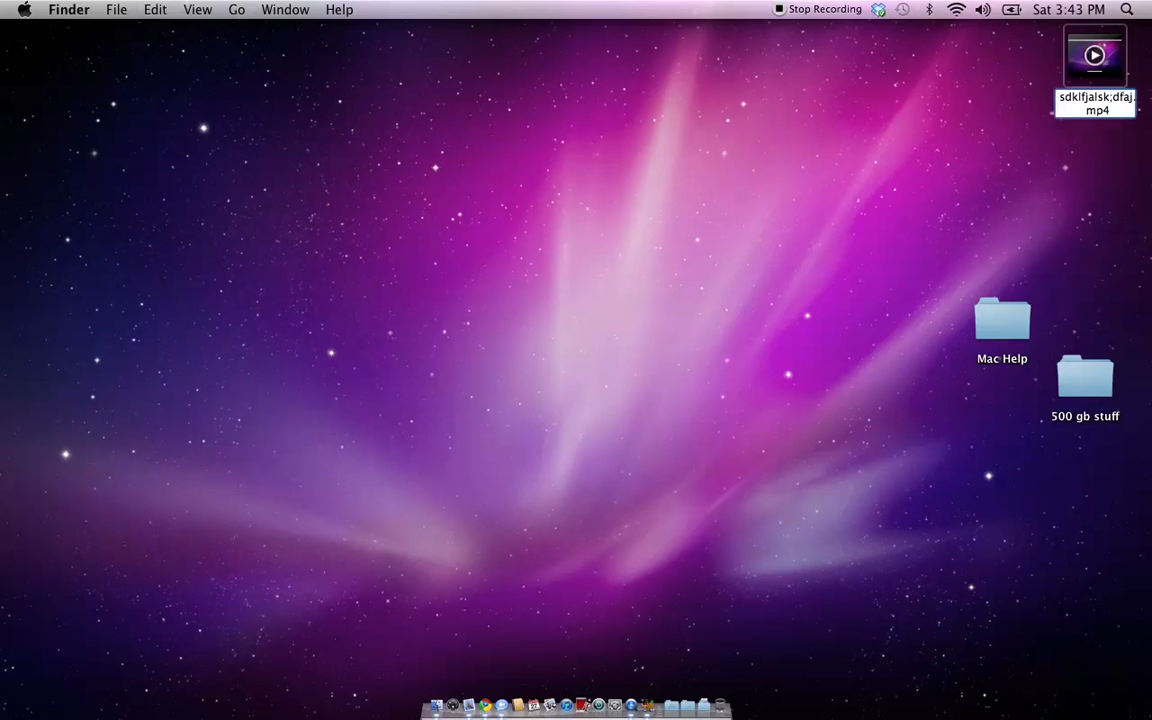 Finder File Edit View Go Window Help Stop Recording Sat 3:43 PM
sdklfjalsk;dfaj.
mp4
Mac Help
500 gb stuff